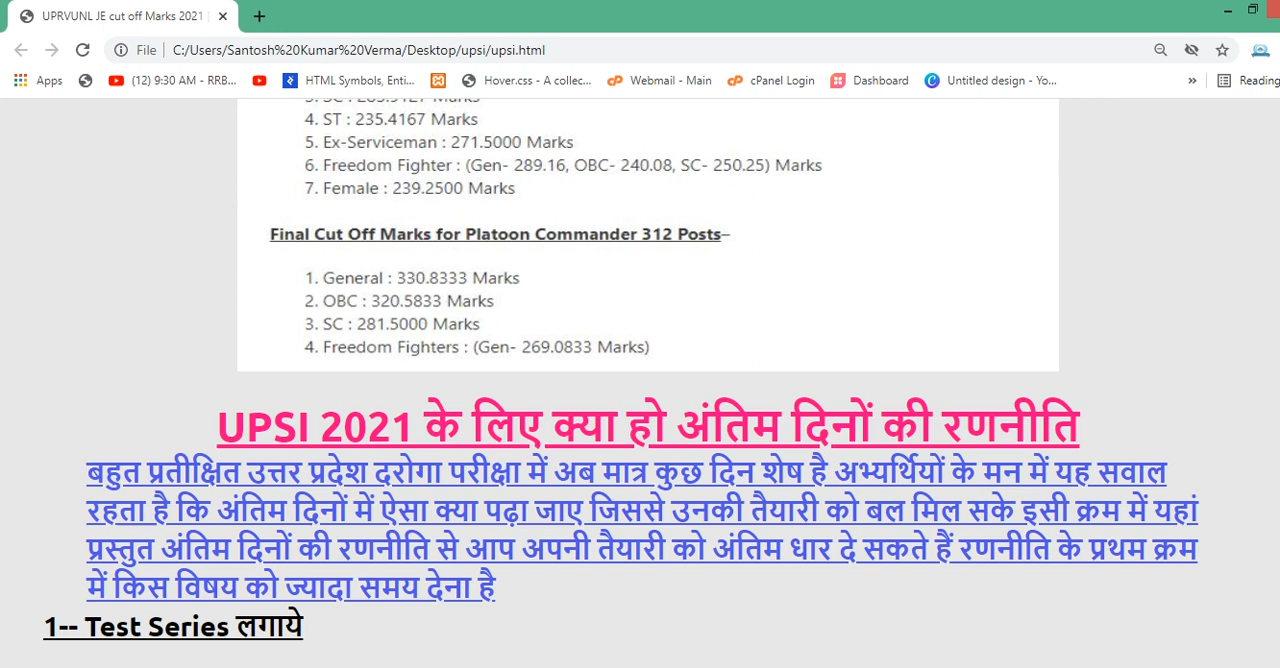 UPRVUNL JE cut off Marks 2021
File
C:/Users/Santosh%20Kumar%20Verma/Desktop/upsi/upsi.html
Apps
(12) 9:30 AM - RRB...
HTML Symbols, Enti...
Hover.css - A collec...
Webmail - Main
cPanel Login
Dashboard
Untitled design - Yo...
Reading
4. ST : 235.4167 Marks
5. Ex-Serviceman : 271.5000 Marks
6. Freedom Fighter : (Gen- 289.16, OBC- 240.08, SC- 250.25) Marks
7. Female : 239.2500 Marks
Final Cut Off Marks for Platoon Commander 312 Posts–
1. General : 330.8333 Marks
2. OBC : 320.5833 Marks
3. SC : 281.5000 Marks
4. Freedom Fighters : (Gen- 269.0833 Marks)
UPSI 2021 के लिए क्या हो अंतिम दिनों की रणनीति
बहुत प्रतीक्षित उत्तर प्रदेश दरोगा परीक्षा में अब मात्र कुछ दिन शेष है अभ्यर्थियों के मन में यह सवाल
रहता है कि अंतिम दिनों में ऐसा क्या पढ़ा जाए जिससे उनकी तैयारी को बल मिल सके इसी क्रम में यहां
प्रस्तुत अंतिम दिनों की रणनीति से आप अपनी तैयारी को अंतिम धार दे सकते हैं रणनीति के प्रथम क्रम
में किस विषय को ज्यादा समय देना है
1-- Test Series लगाये